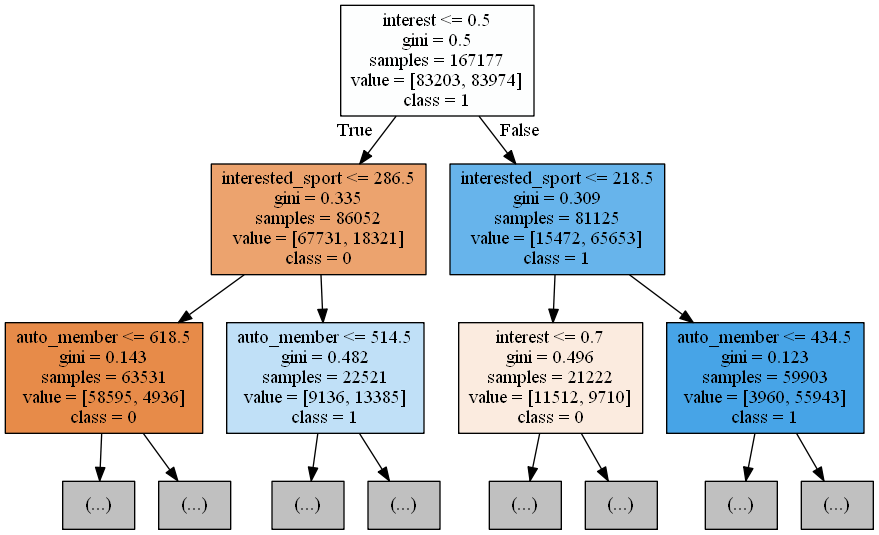 interest <= 0.5
gini = 0.5
samples = 167177
value = [83203, 83974]
class = 1
True
False
interested_sport <= 286.5
gini = 0.335
samples = 86052
value = [67731, 18321]
class = 0
interested_sport <= 218.5
gini = 0.309
samples = 81125
value = [15472, 65653]
class = 1
auto_member <= 618.5
gini = 0.143
samples = 63531
value = [58595, 4936]
class = 0
auto_member <= 514.5
gini = 0.482
samples = 22521
value = [9136, 13385]
class = 1
interest <= 0.7
gini = 0.496
samples = 21222
value = [11512, 9710]
class = 0
auto_member <= 434.5
gini = 0.123
samples = 59903
value = [3960, 55943]
class = 1
(...)
(...)
(...)
(...)
(...)
(...)
(...)
(...)